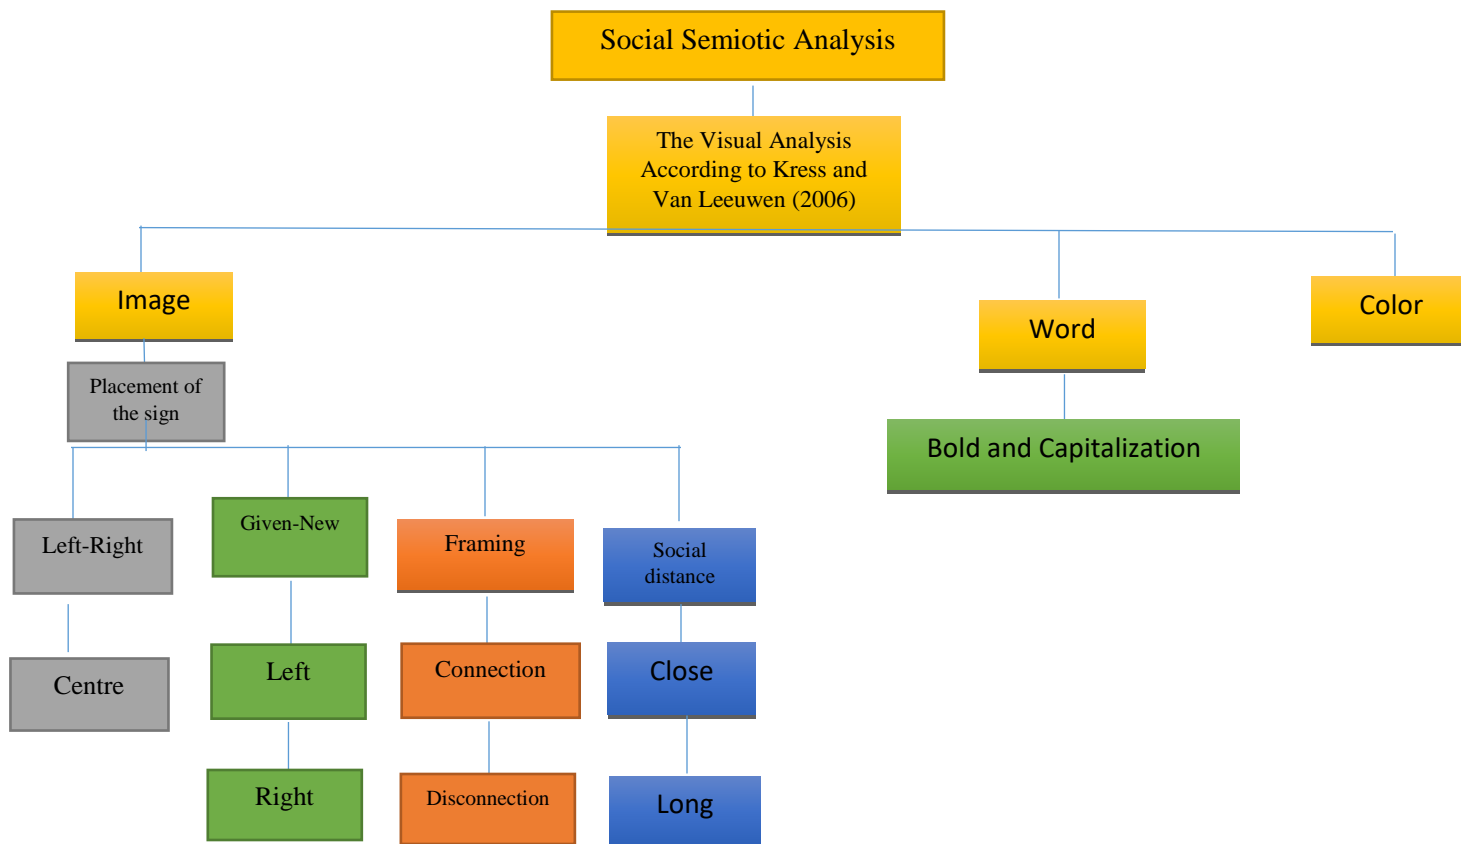 Social Semiotic Analysis
The Visual Analysis
According to Kress and
Van Leeuwen (2006)
Image
Word
Color
Placement of
the sign
Bold and Capitalization
Left-Right
Given-New
Framing
Social
distance
Centre
Left
Connection
Close
Right
Disconnection
Long